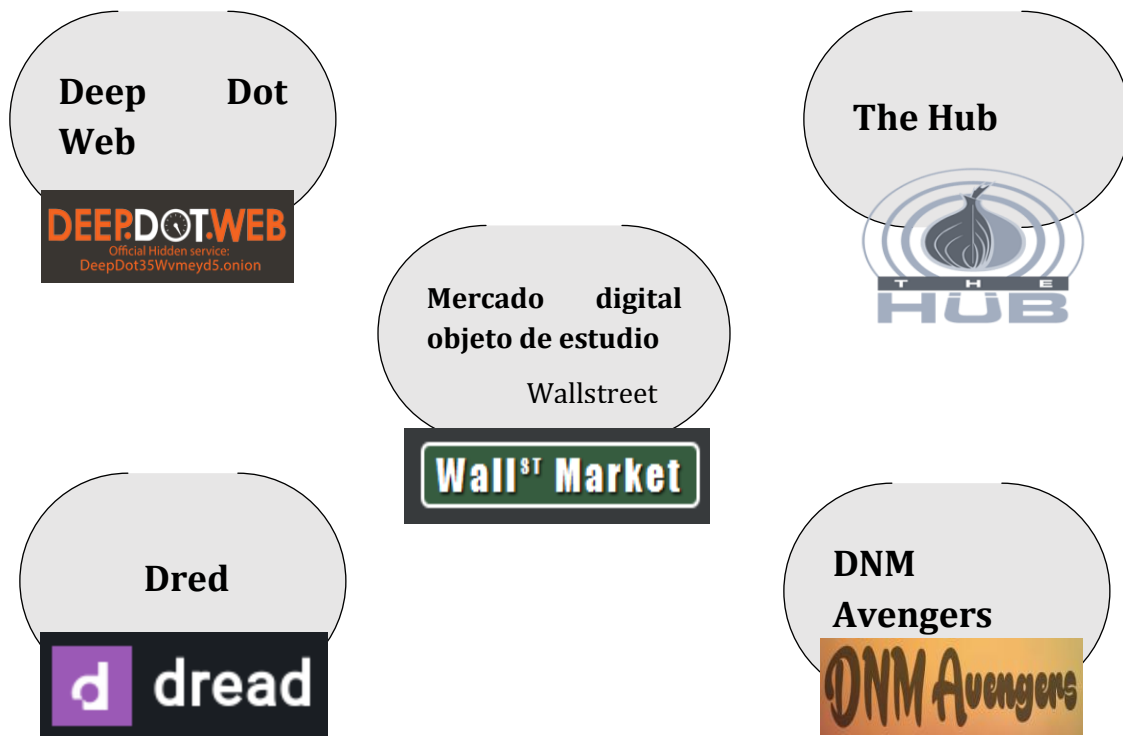 Deep Dot
Web
DEEP.DOT.WEB
Official Hidden service:
DeepDot35Wvmeyd5.onion
The Hub
THE
HUB
Mercado digital
objeto de estudio
Wallstreet
Wall ST Market
Dred
d dread
DNM
Avengers
DNM Avengers